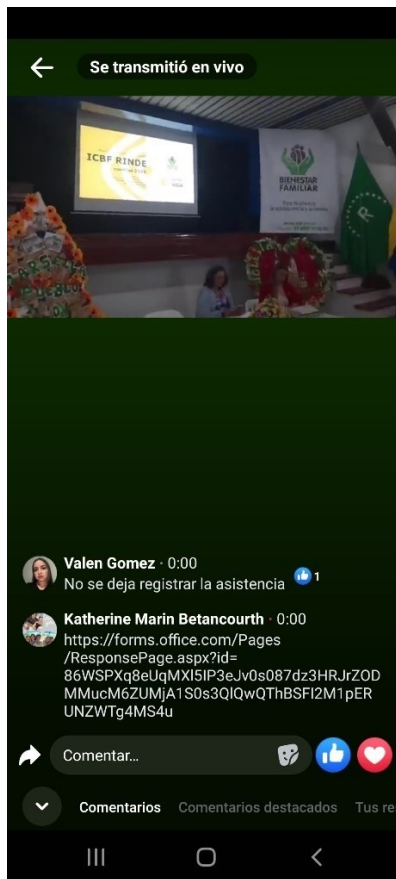 Se transmitió en vivo
ICBF RINDE
BIENESTAR
FAMILIAR
R
Valen Gomez · 0:00
No se deja registrar la asistencia
1
Katherine Marin Betancourth · 0:00
https://forms.office.com/Pages
/ResponsePage.aspx?id=
86WSPXq8eUqMXl5IP3eJv0s087dz3HRJrZOD
MMucM6ZUMjA1S0s3QlQwQThBSFI2M1pER
UNZWTg4MS4u
Comentar...
Comentarios
Comentarios destacados
Tus re